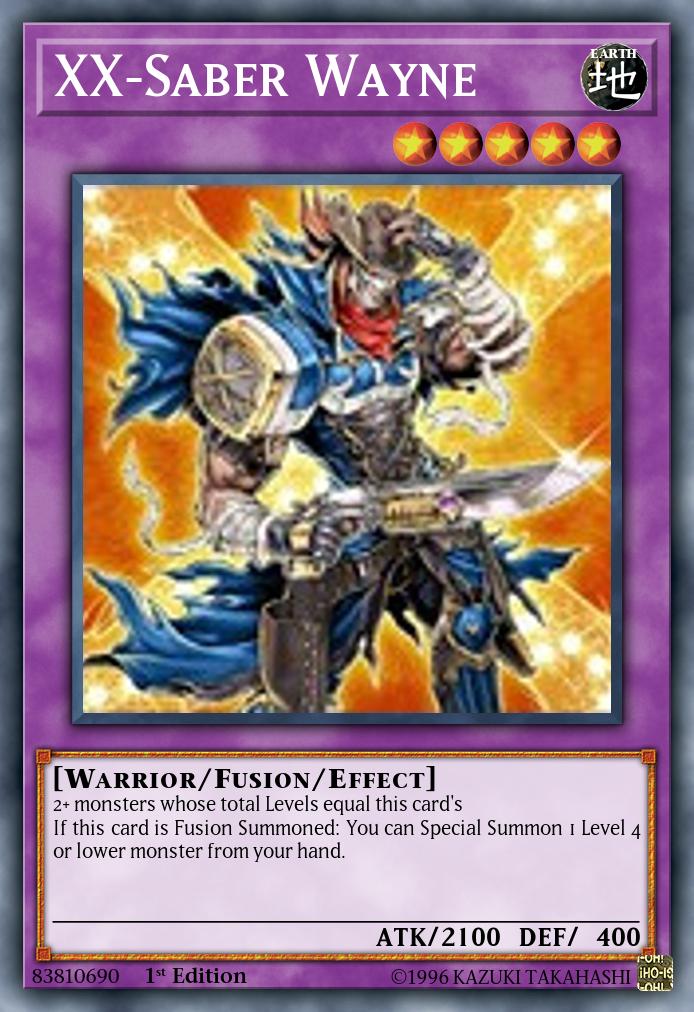 XX-Saber Wayne
EARTH
地
[Warrior/Fusion/Effect]
2+ monsters whose total Levels equal this card's
If this card is Fusion Summoned: You can Special Summon 1 Level 4
or lower monster from your hand.
ATK/2100 DEF/ 400
83810690 1st Edition ©1996 KAZUKI TAKAHASHI